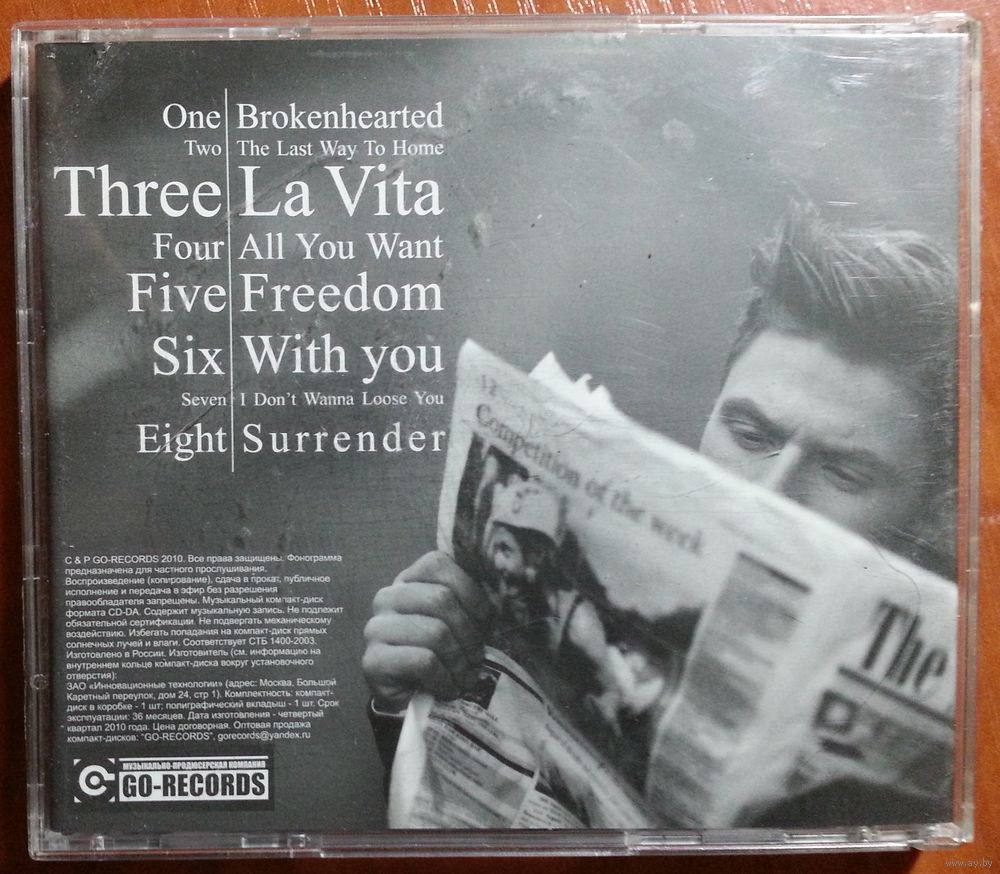 One Brokenhearted
Two The Last Way To Home
Three La Vita
Four All You Want
Five Freedom
Six With you
Seven I Don't Wanna Loose You
Eight Surrender
Competition of the week
The
C & P GO-RECORDS 2010. Все права защищены. Фонограмма
предназначена для частного прослушивания.
Воспроизведение (копирование), сдача в прокат, публичное
исполнение и передача в эфир без разрешения
правообладателя запрещены. Музыкальный компакт-диск
формата CD-DA. Содержит музыкальную запись. Не подлежит
обязательной сертификации. Не подвергать механическому
воздействию. Избегать попадания на компакт-диск прямых
солнечных лучей и влаги. Соответствует СТБ 1400-2003.
Изготовлено в России. Изготовитель (см. информацию на
внутреннем кольце компакт-диска вокруг установочного
отверстия):
ЗАО «Инновационные технологии» (адрес: Москва, Большой
Каретный переулок, дом 24, стр 1). Комплектность: компакт-
диск в коробке - 1 шт; полиграфический вкладыш - 1 шт. Срок
эксплуатации: 36 месяцев. Дата изготовления - четвертый
квартал 2010 года. Цена договорная. Оптовая продажа
компакт-дисков: "GO-RECORDS", gorecords@yandex.ru
МУЗЫКАЛЬНО-ПРОДЮСЕРСКАЯ КОМПАНИЯ
GO-RECORDS
www.ay.by